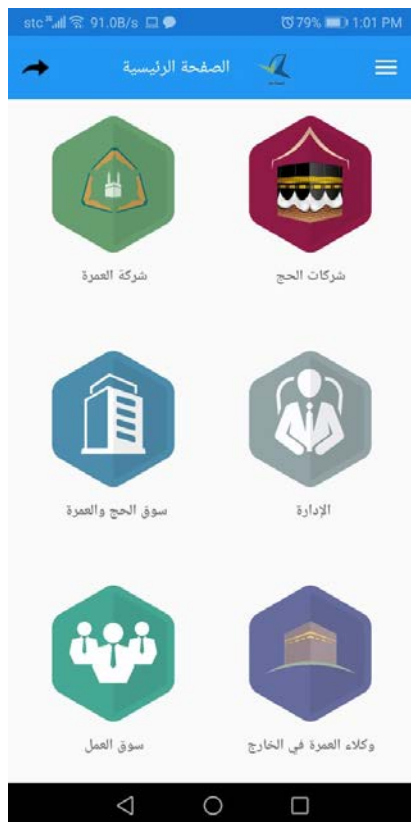 stc 91.0B/s 79% 1:01 PM
الصفحة الرئيسية
شركات الحج
شركة العمرة
الإدارة
سوق الحج والعمرة
وكلاء العمرة في الخارج
سوق العمل